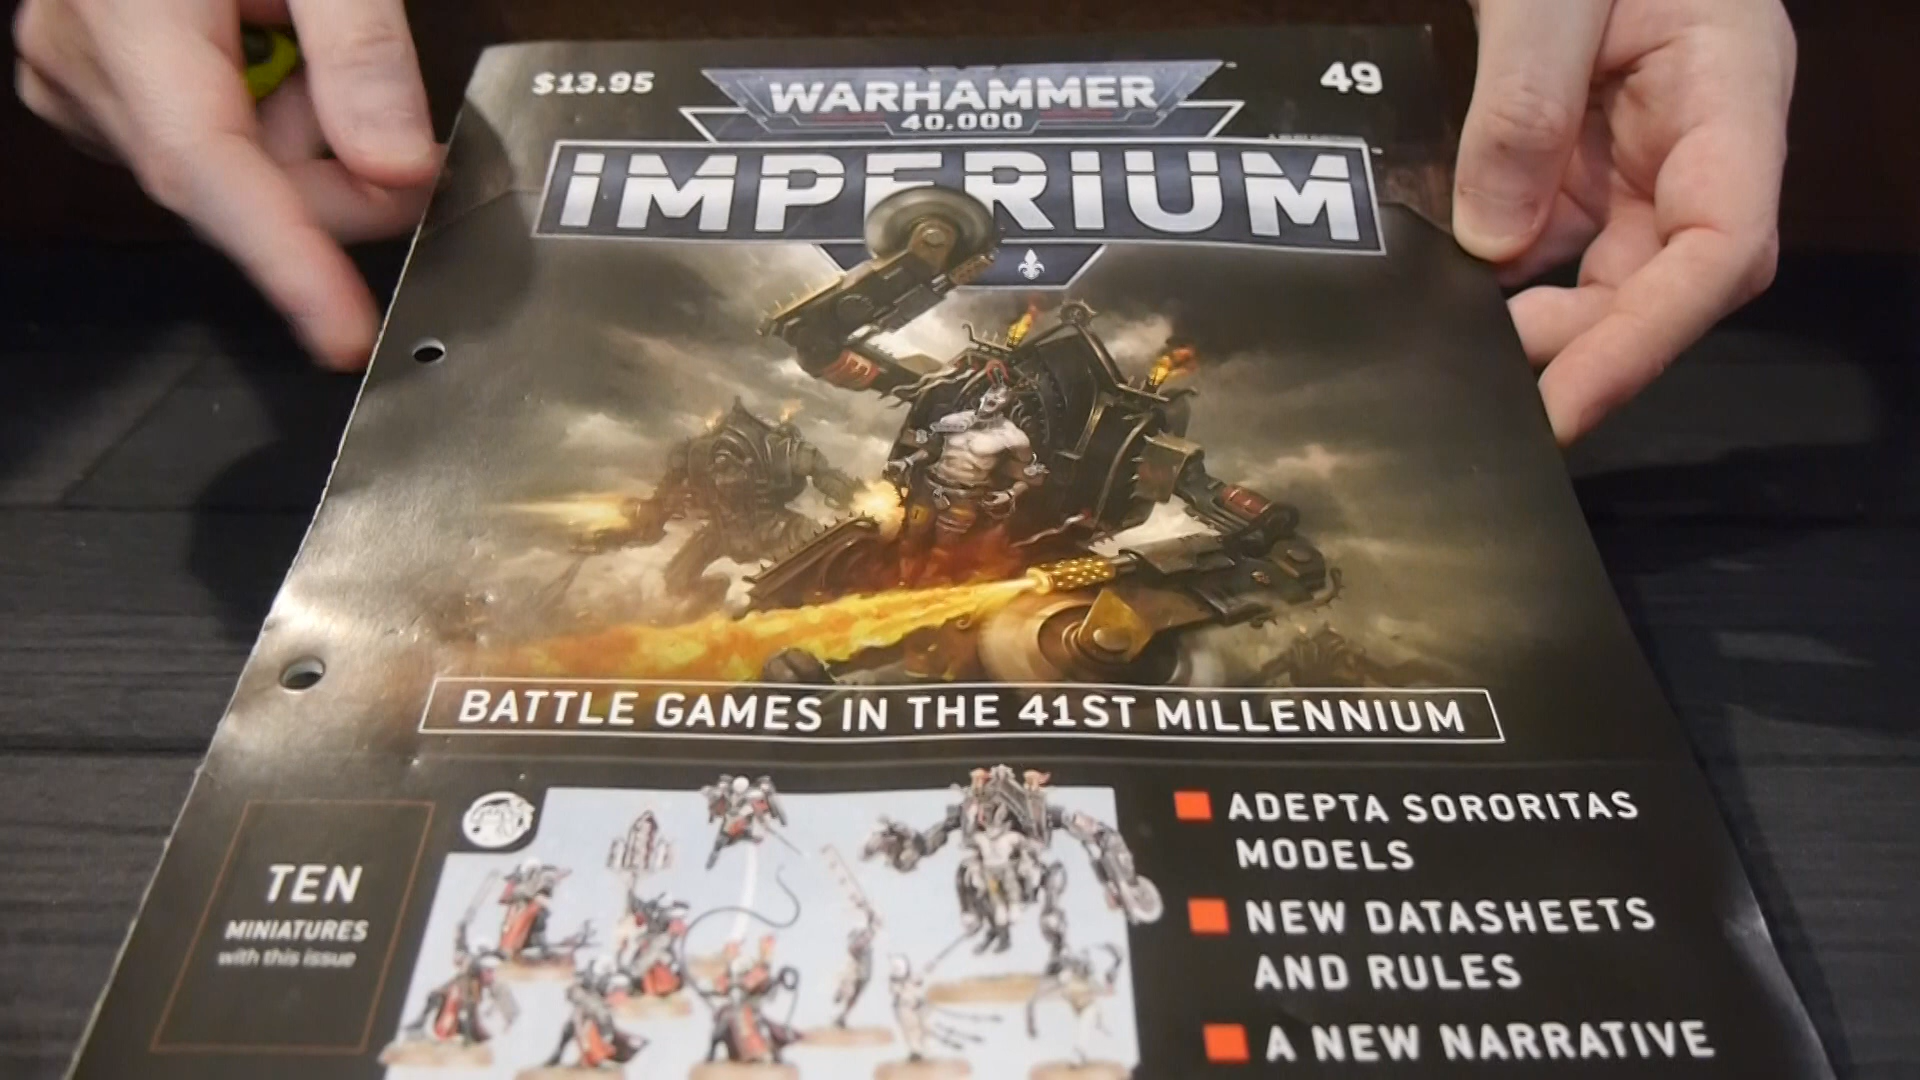 $13.95
WARHAMMER
40,000
49
IMPERIUM
BATTLE GAMES IN THE 41ST MILLENNIUM
TEN
MINIATURES
with this issue
ADEPTA SORORITAS
MODELS
NEW DATASHEETS
AND RULES
A NEW NARRATIVE